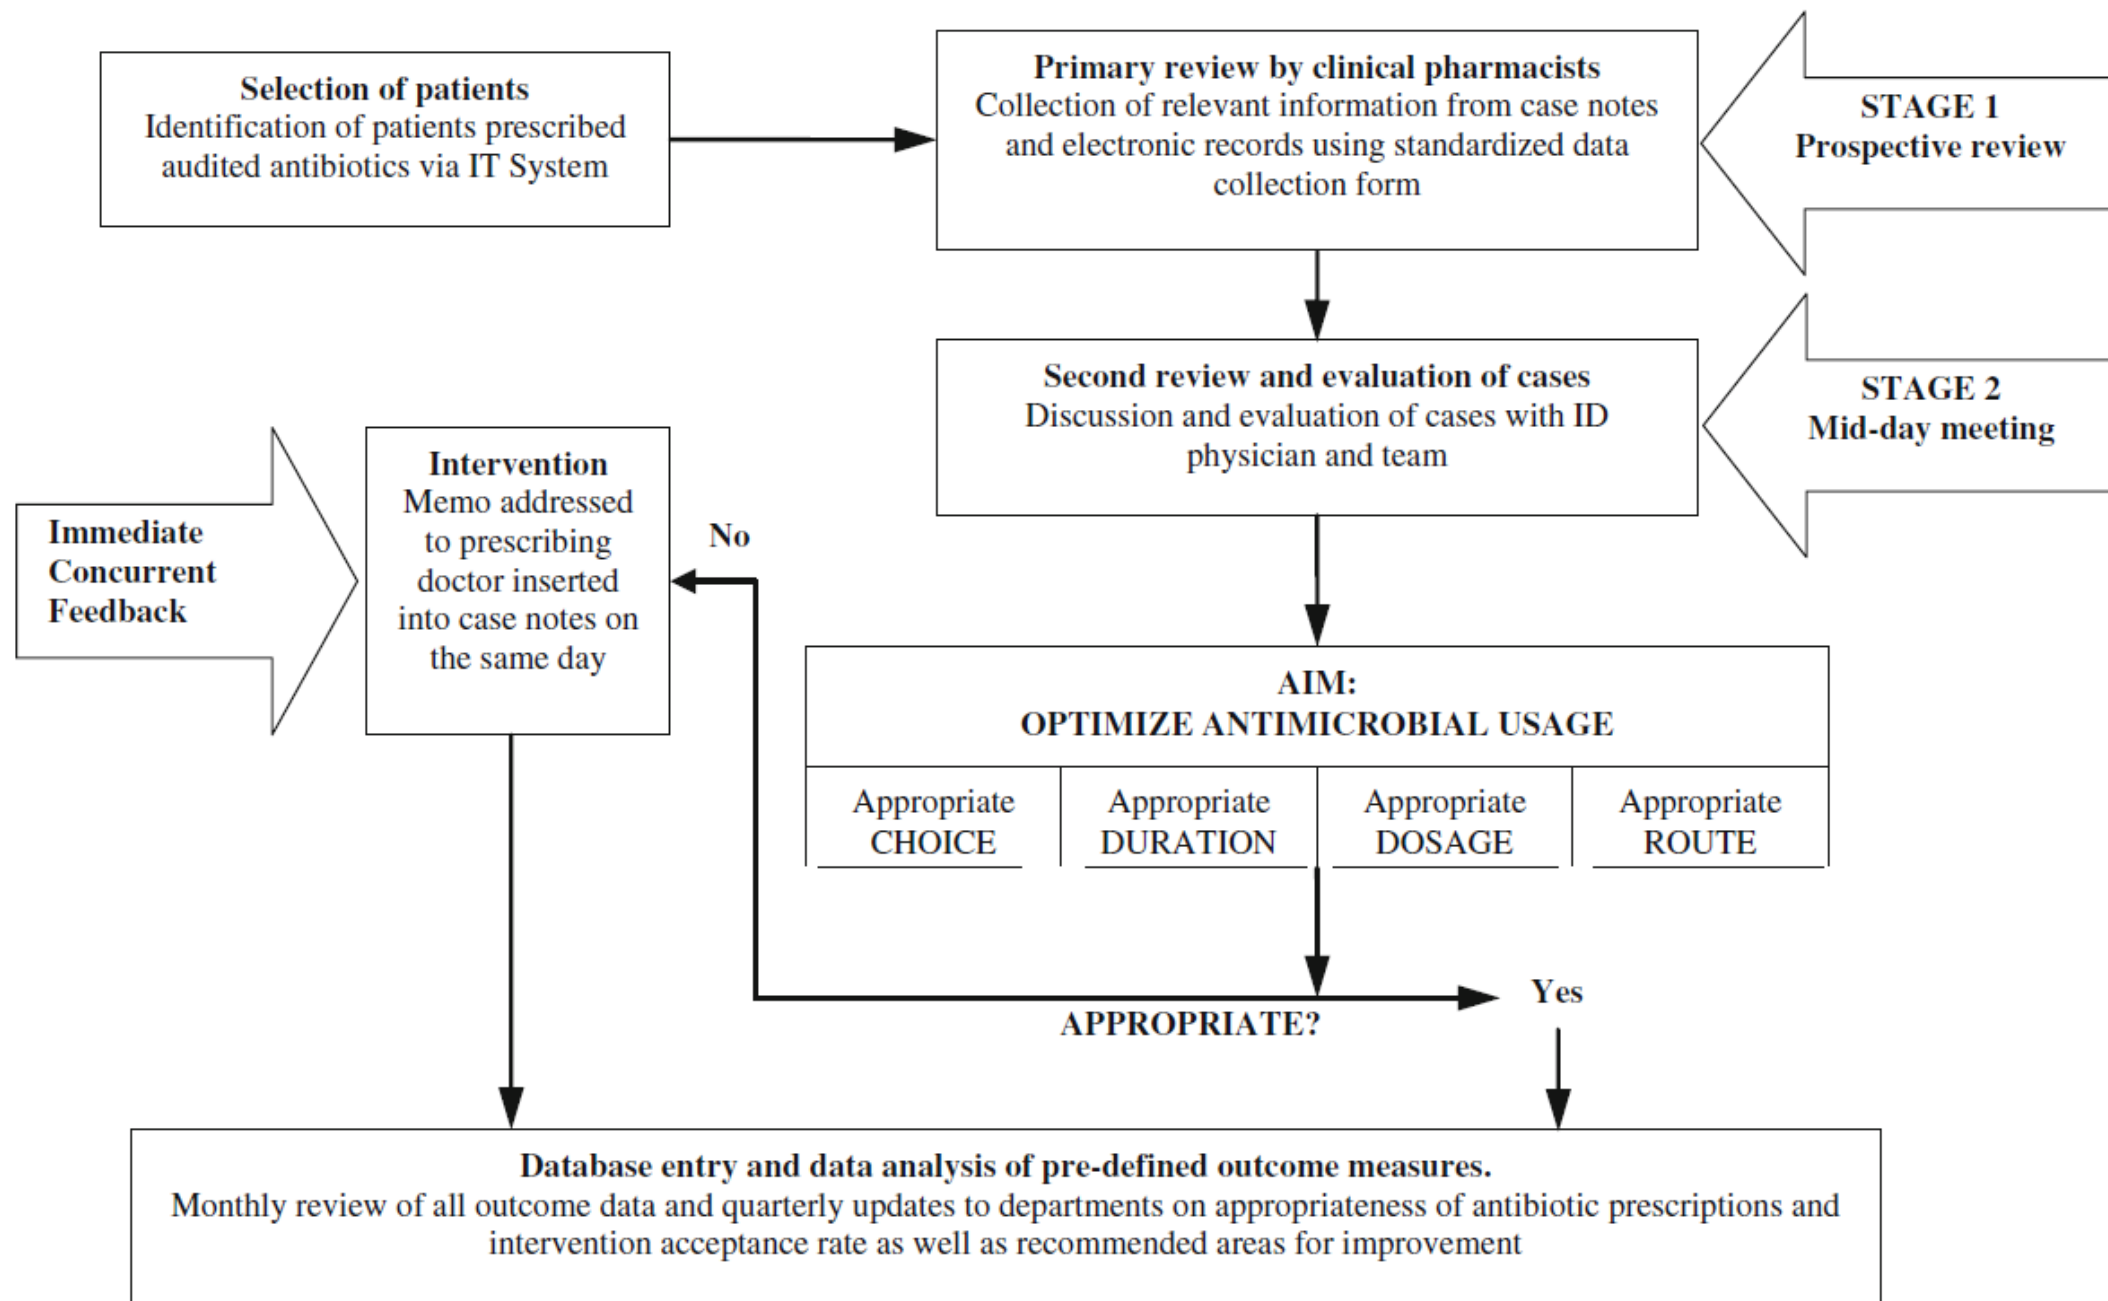 Selection of patients
Identification of patients prescribed
audited antibiotics via IT System
Primary review by clinical pharmacists
Collection of relevant information from case notes
and electronic records using standardized data
collection form
STAGE 1
Prospective review
Second review and evaluation of cases
Discussion and evaluation of cases with ID
physician and team
STAGE 2
Mid-day meeting
Immediate
Concurrent
Feedback
Intervention
Memo addressed
to prescribing
doctor inserted
into case notes on
the same day
No
AIM:
OPTIMIZE ANTIMICROBIAL USAGE
Appropriate
CHOICE
Appropriate
DURATION
Appropriate
DOSAGE
Appropriate
ROUTE
Yes
APPROPRIATE?
Database entry and data analysis of pre-defined outcome measures.
Monthly review of all outcome data and quarterly updates to departments on appropriateness of antibiotic prescriptions and
intervention acceptance rate as well as recommended areas for improvement